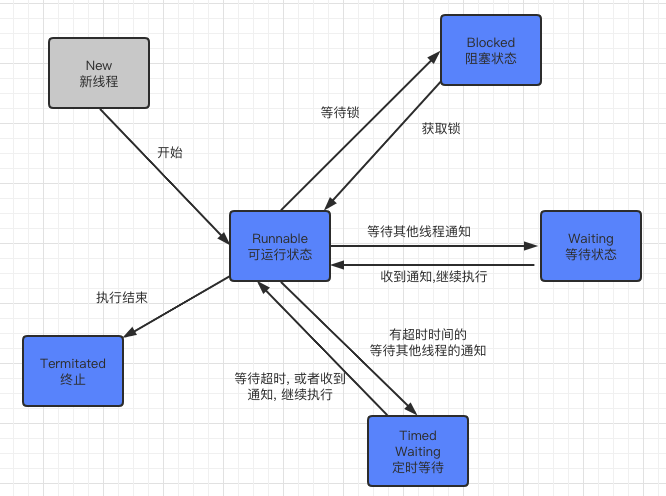 New
新线程
Blocked
阻塞状态
等待锁
获取锁
开始
Runnable
可运行状态
等待其他线程通知
收到通知,继续执行
Waiting
等待状态
执行结束
Termitated
终止
有超时时间的
等待其他线程的通知
等待超时, 或者收到
通知, 继续执行
Timed
Waiting
定时等待